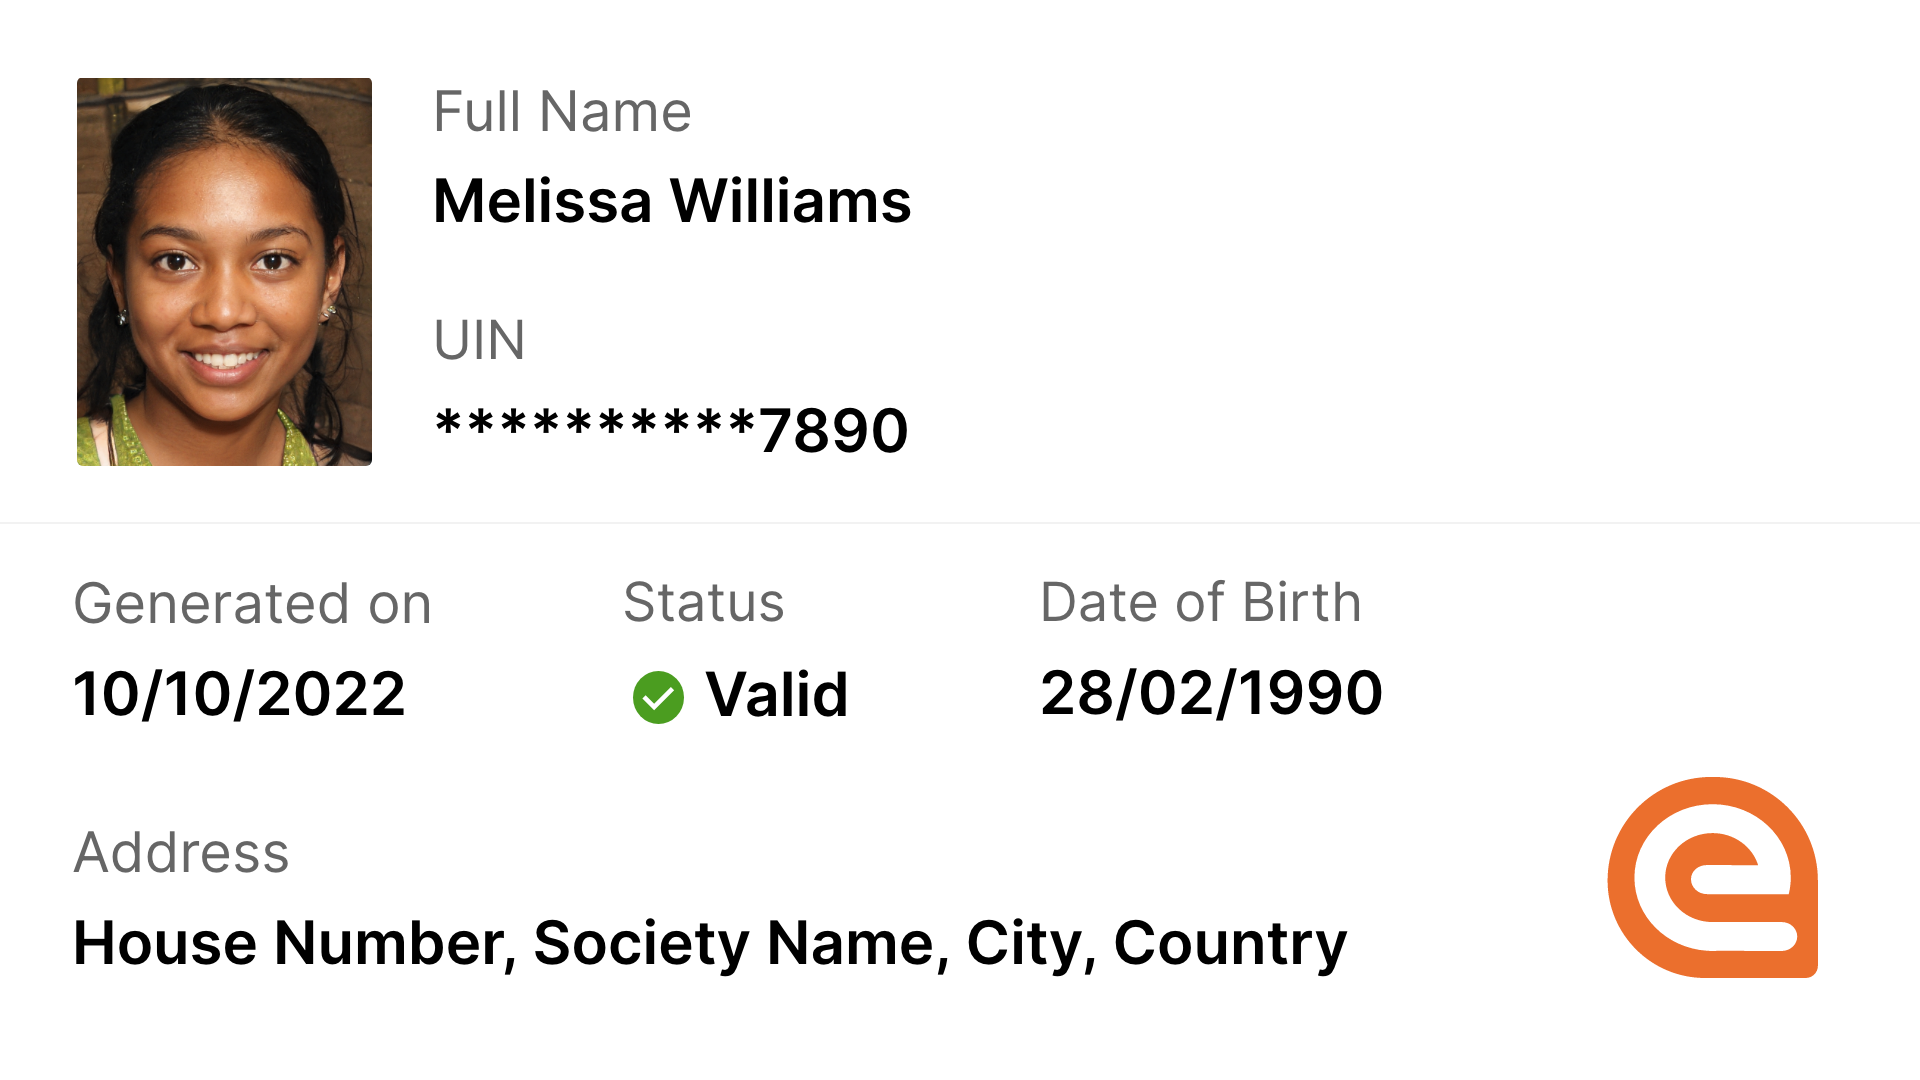 Full Name
Melissa Williams
UIN
**********7890
Generated on
Status
Date of Birth
10/10/2022
Valid
28/02/1990
Address
House Number, Society Name, City, Country